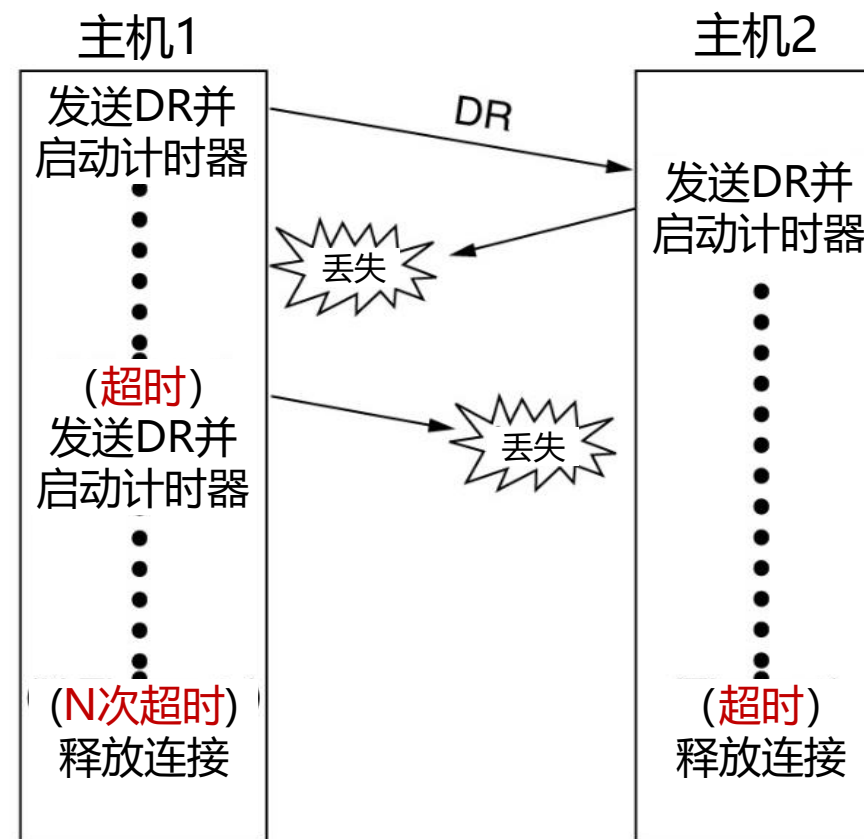 主机1
主机2
发送DR并
启动计时器
DR
发送DR并
启动计时器
丢失
(超时)
发送DR并
启动计时器
丢失
(N次超时)
释放连接
(超时)
释放连接